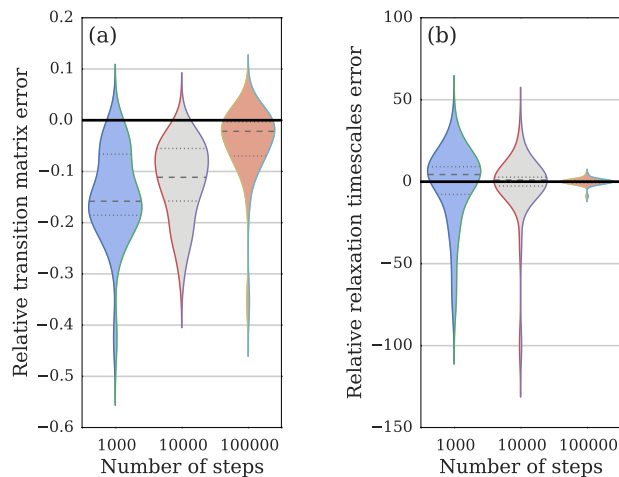 (a)
Relative transition matrix error
0.2
0.1
0.0
−0.1
−0.2
−0.3
−0.4
−0.5
−0.6
1000 10000 100000
Number of steps
(b)
Relative relaxation timescales error
100
50
0
−50
−100
−150
1000 10000 100000
Number of steps